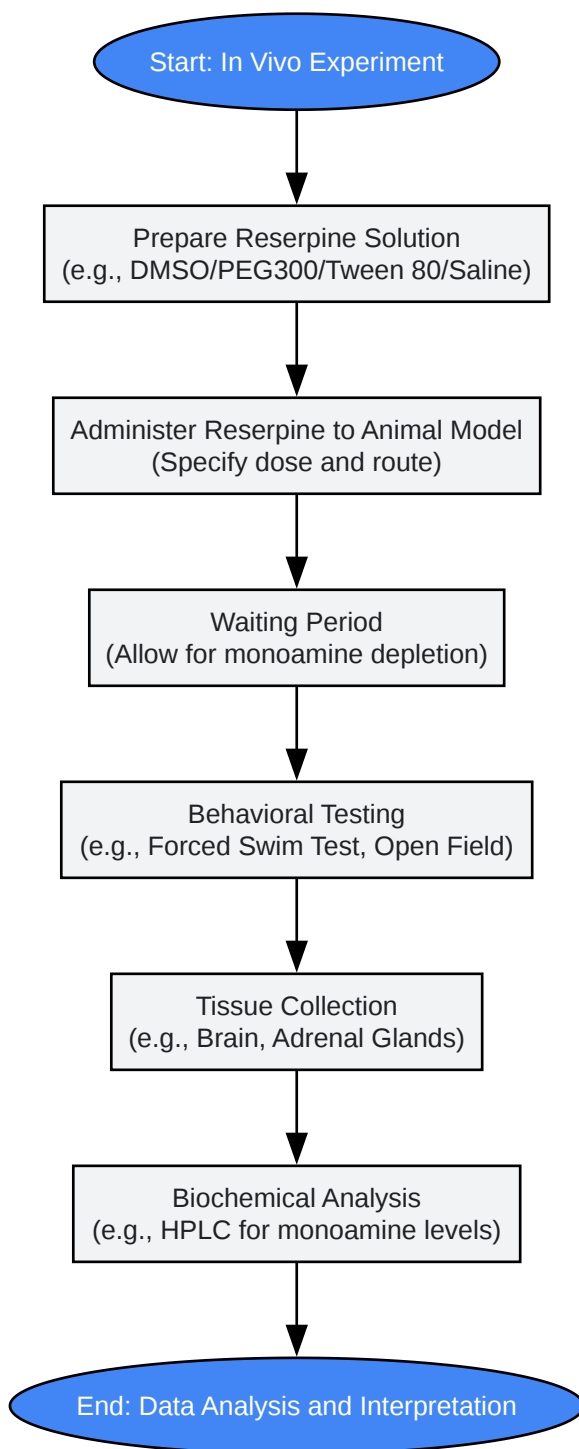 Start: In Vivo Experiment
Prepare Reserpine Solution
(e.g., DMSO/PEG300/Tween 80/Saline)
Administer Reserpine to Animal Model
(Specify dose and route)
Waiting Period
(Allow for monoamine depletion)
Behavioral Testing
(e.g., Forced Swim Test, Open Field)
Tissue Collection
(e.g., Brain, Adrenal Glands)
Biochemical Analysis
(e.g., HPLC for monoamine levels)
End: Data Analysis and Interpretation